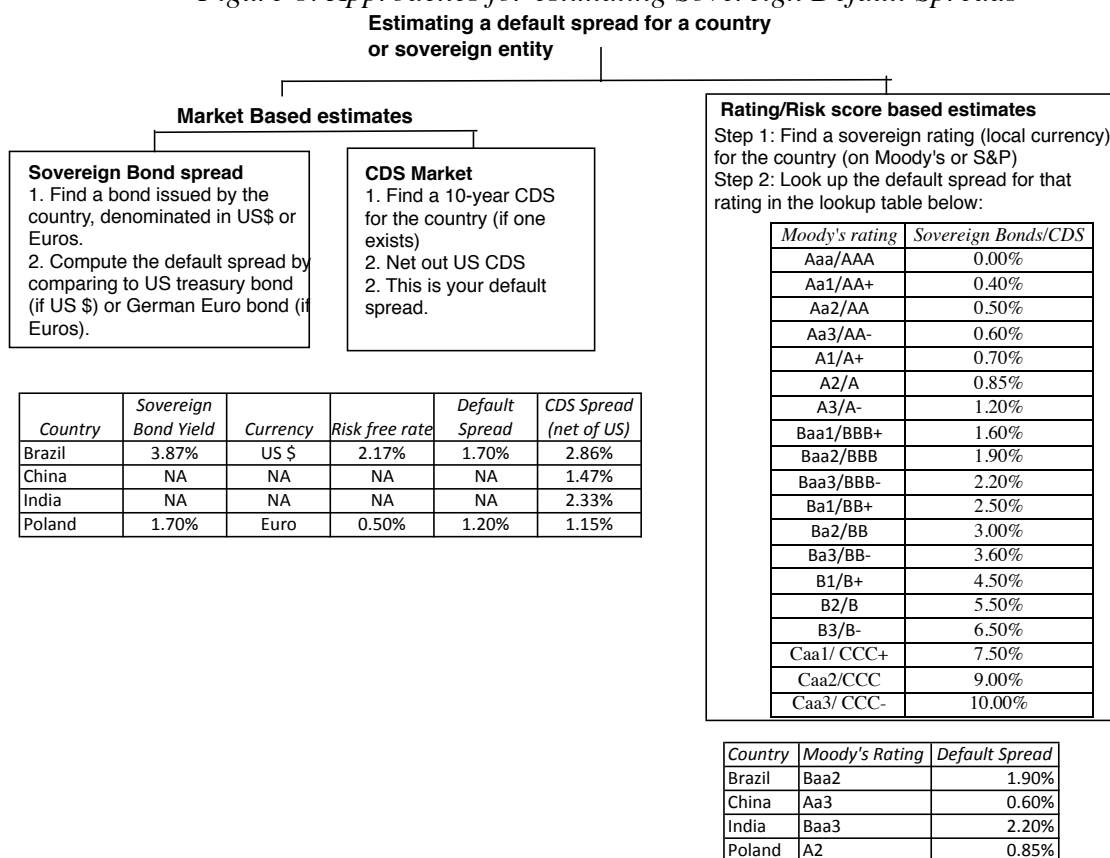 Figure 6: Approaches for estimating Sovereign Default Spreads
Estimating a default spread for a country
or sovereign entity
Market Based estimates
Sovereign Bond spread
1. Find a bond issued by the
country, denominated in US$ or
Euros.
2. Compute the default spread by
comparing to US treasury bond
(if US $) or German Euro bond (if
Euros).
CDS Market
1. Find a 10-year CDS
for the country (if one
exists)
2. Net out US CDS
2. This is your default
spread.
Country Sovereign Bond Yield Currency Risk free rate Default Spread CDS Spread (net of US)
Brazil 3.87% US $ 2.17% 1.70% 2.86%
China NA NA NA NA 1.47%
India NA NA NA NA 2.33%
Poland 1.70% Euro 0.50% 1.20% 1.15%
Rating/Risk score based estimates
Step 1: Find a sovereign rating (local currency)
for the country (on Moody's or S&P)
Step 2: Look up the default spread for that
rating in the lookup table below:
Moody's rating Sovereign Bonds/CDS
Aaa/AAA 0.00%
Aa1/AA+ 0.40%
Aa2/AA 0.50%
Aa3/AA- 0.60%
A1/A+ 0.70%
A2/A 0.85%
A3/A- 1.20%
Baa1/BBB+ 1.60%
Baa2/BBB 1.90%
Baa3/BBB- 2.20%
Ba1/BB+ 2.50%
Ba2/BB 3.00%
Ba3/BB- 3.60%
B1/B+ 4.50%
B2/B 5.50%
B3/B- 6.50%
Caa1/ CCC+ 7.50%
Caa2/CCC 9.00%
Caa3/ CCC- 10.00%
Country Moody's Rating Default Spread
Brazil Baa2 1.90%
China Aa3 0.60%
India Baa3 2.20%
Poland A2 0.85%